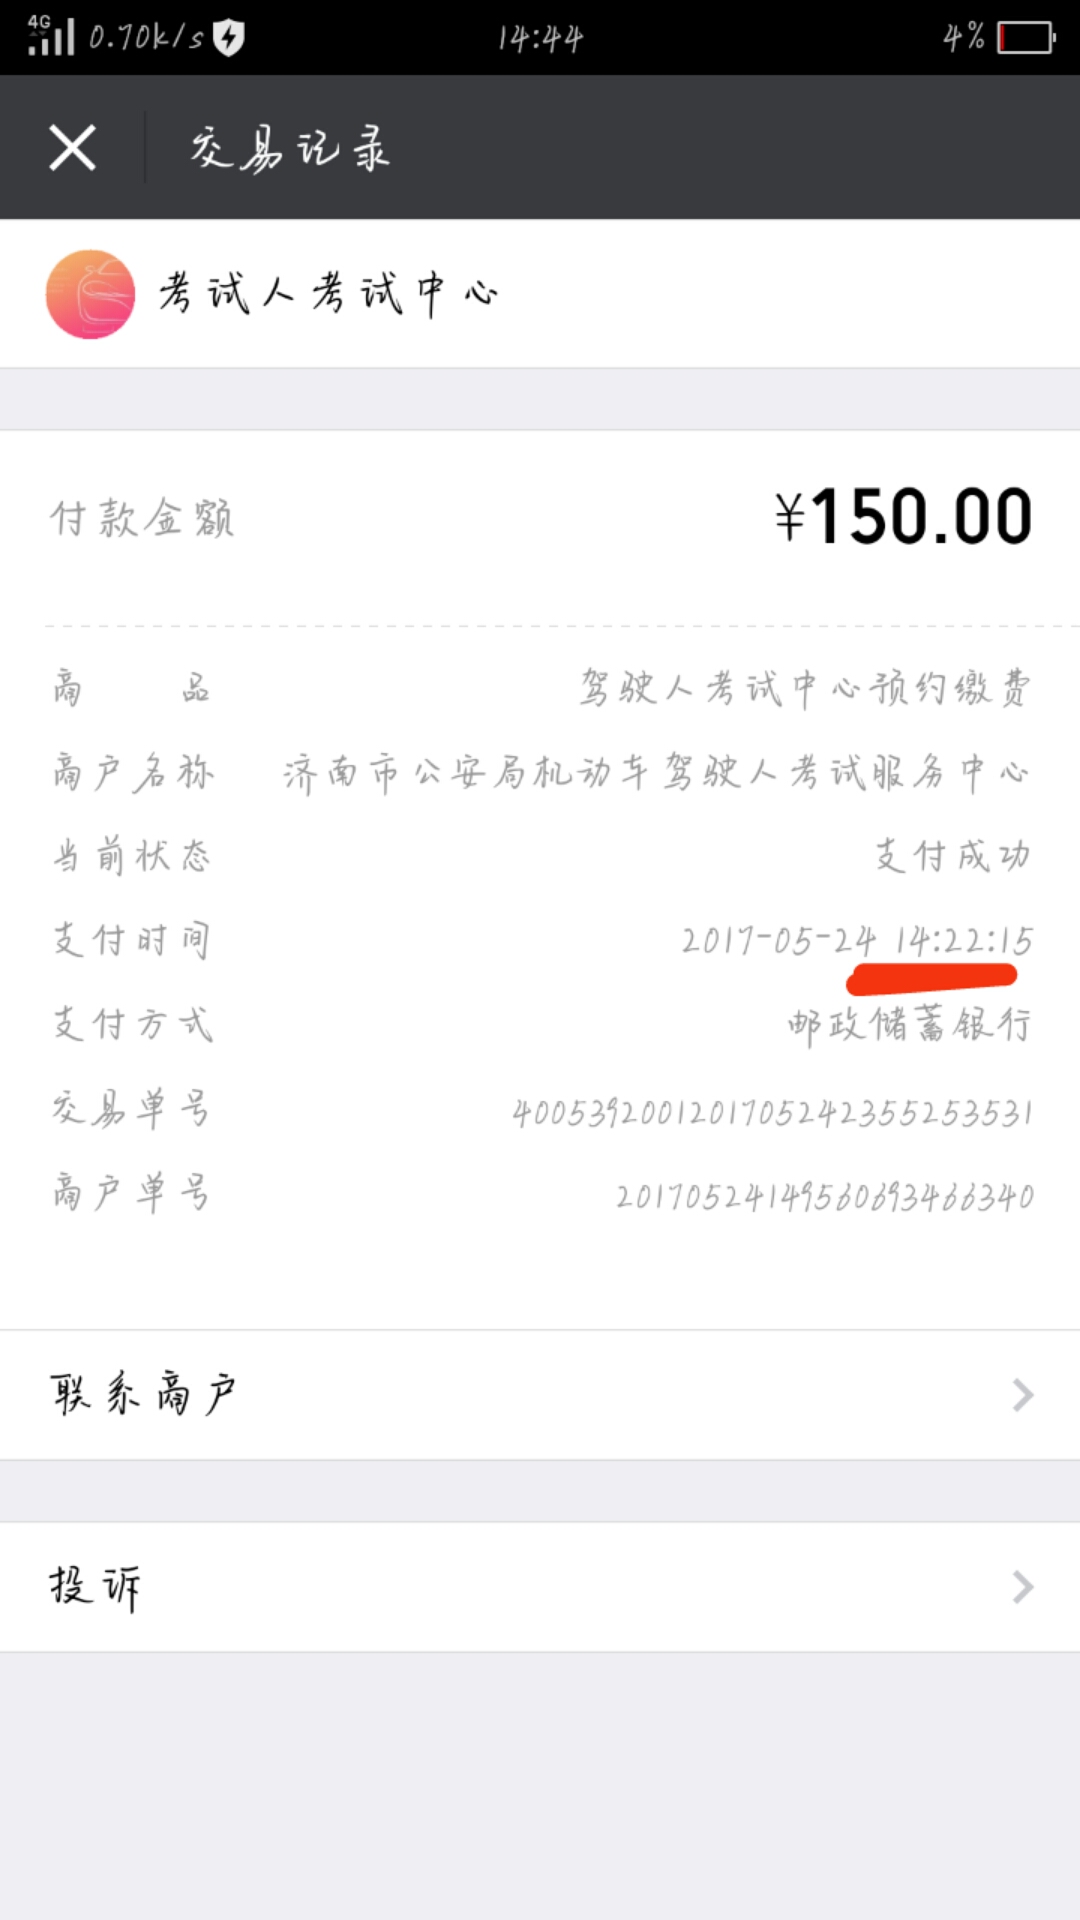 4G 0.70k/s 14:44 4%
交易记录
考试人考试中心
付款金额 ¥150.00
商品 驾驶人考试中心预约缴费
商户名称 济南市公安局机动车驾驶人考试服务中心
当前状态 支付成功
支付时间 2017-05-24 14:22:15
支付方式 邮政储蓄银行
交易单号 4005392001201705242355253531
商户单号 20170524149560693466340
联系商户
投诉